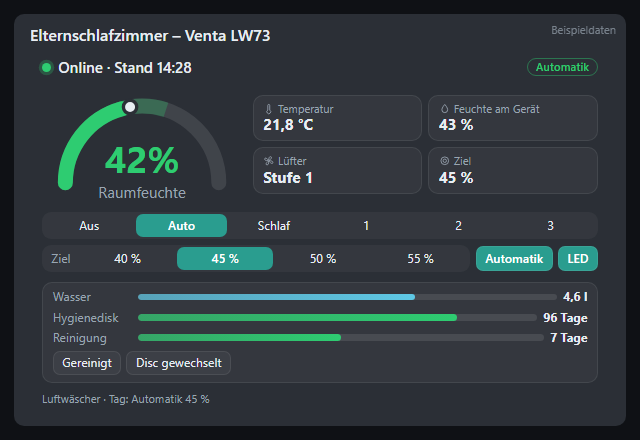 Elternschlafzimmer – Venta LW73
Beispieldaten
Online · Stand 14:28
Automatik
42%
Raumfeuchte
Temperatur
21,8 °C
Feuchte am Gerät
43 %
Lüfter
Stufe 1
Ziel
45 %
Aus Auto Schlaf 1 2 3
Ziel 40 % 45 % 50 % 55 % Automatik LED
Wasser 4,6 l
Hygienedisk 96 Tage
Reinigung 7 Tage
Gereinigt Disc gewechselt
Luftwäscher · Tag: Automatik 45 %